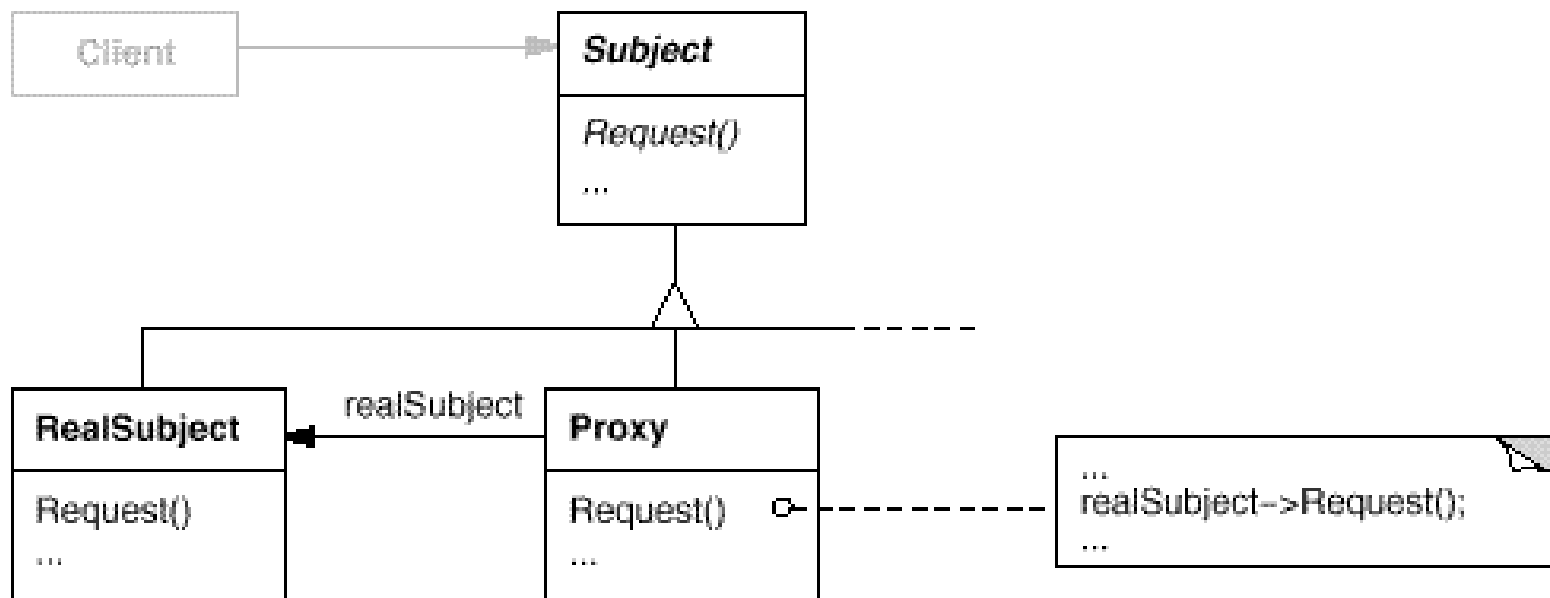 Client
Subject
Request()
...
realSubject
RealSubject
Request()
...
Proxy
Request()
...
...
realSubject->Request();
...